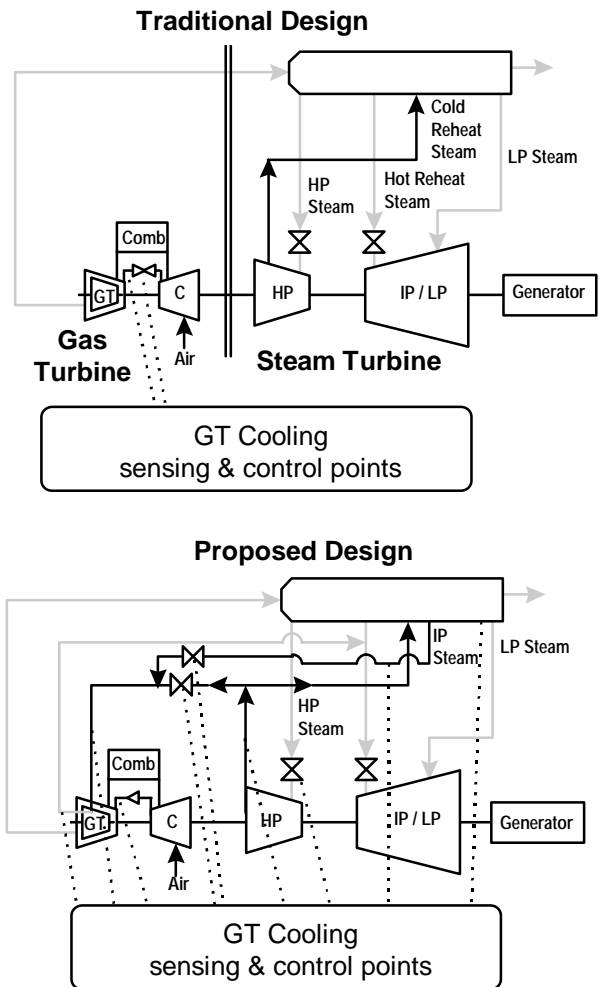 Traditional Design
Cold
Reheat
Steam
LP Steam
HP
Steam
Hot Reheat
Steam
Comb
GT
C
HP
IP / LP
Generator
Gas
Turbine
Air
Steam Turbine
GT Cooling
sensing & control points
Proposed Design
IP
Steam
LP Steam
HP
Steam
Comb
GT
C
HP
IP / LP
Generator
Air
GT Cooling
sensing & control points